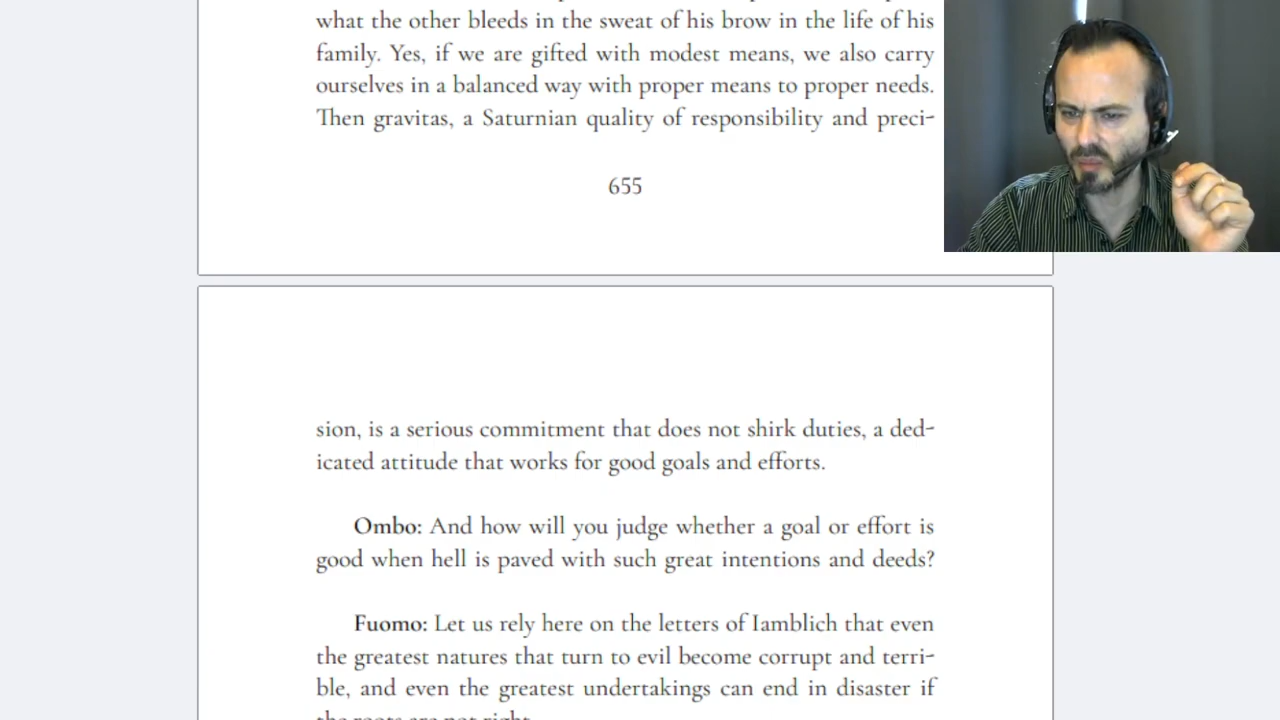 what the other bleeds in the sweat of his brow in the life of his
family. Yes, if we are gifted with modest means, we also carry
ourselves in a balanced way with proper means to proper needs.
Then gravitas, a Saturnian quality of responsibility and preci-
655
sion, is a serious commitment that does not shirk duties, a ded-
icated attitude that works for good goals and efforts.
Ombo: And how will you judge whether a goal or effort is
good when hell is paved with such great intentions and deeds?
Fuomo: Let us rely here on the letters of Iamblich that even
the greatest natures that turn to evil become corrupt and terri-
ble, and even the greatest undertakings can end in disaster if
the roots are not right.